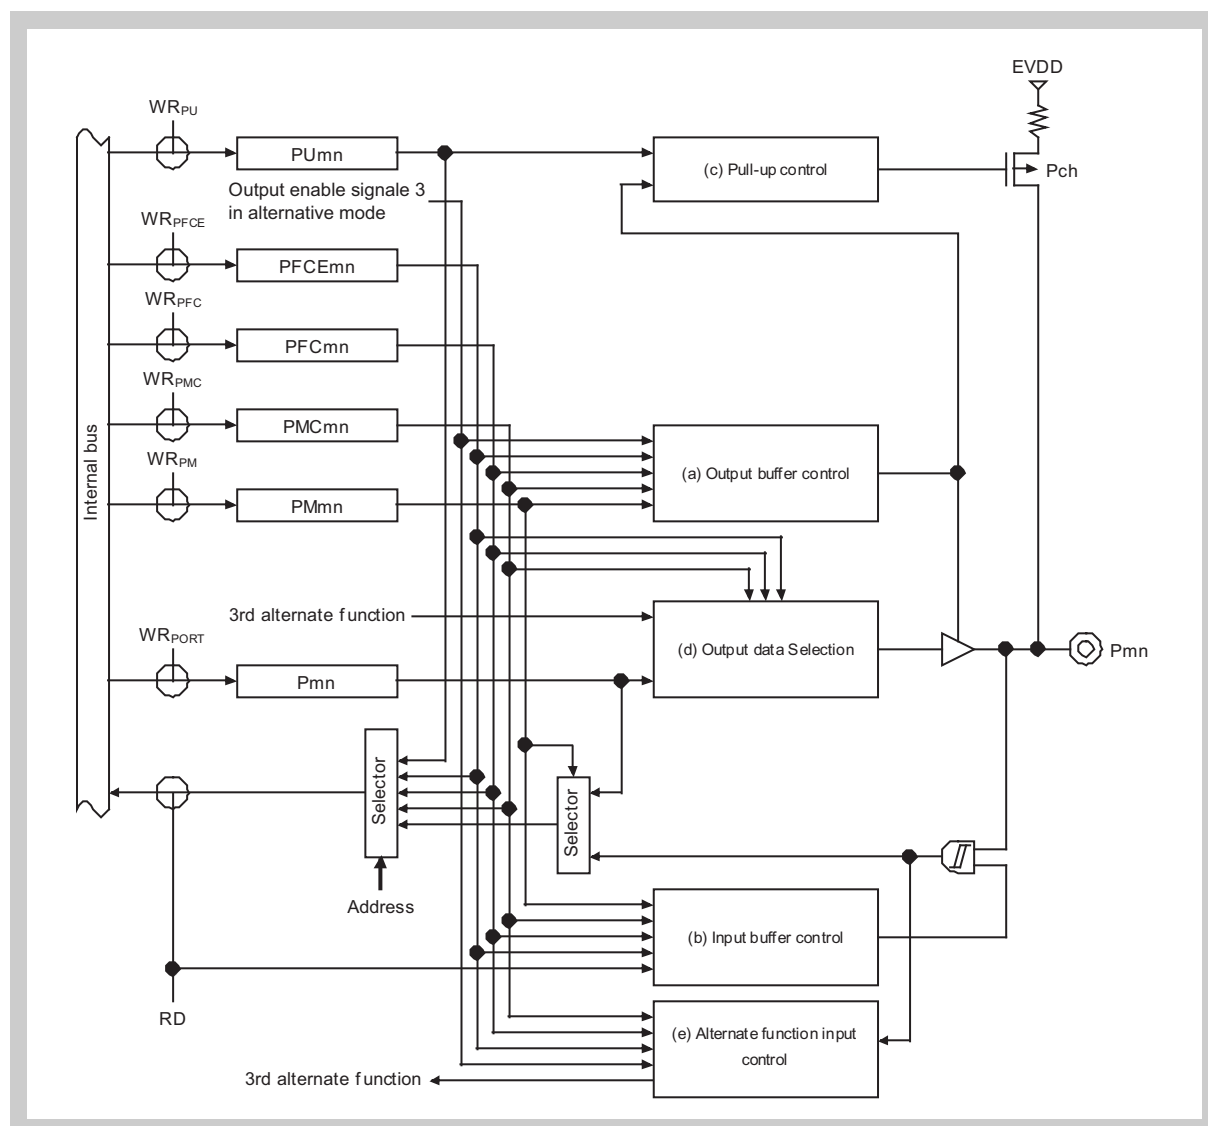 EVDD
WRPU
PUmn
(c) Pull-up control
Pch
Output enable signale 3
in alternative mode
WRPFCE
PFCEmn
WRPFC
PFCmn
WRPMC
PMCmn
Internal bus
(a) Output buffer control
WRPM
PMmn
3rd alternate function
WRPORT
(d) Output data Selection
Pmn
Pmn
Selector
Selector
Address
(b) Input buffer control
RD
(e) Alternate function input
control
3rd alternate function